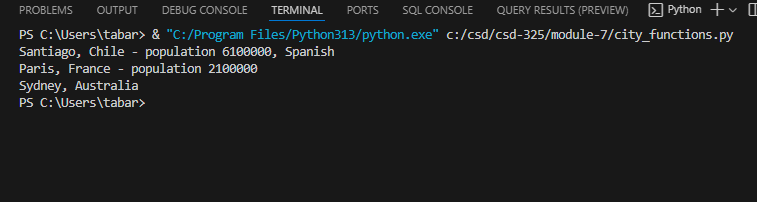 PROBLEMS OUTPUT DEBUG CONSOLE TERMINAL PORTS SQL CONSOLE QUERY RESULTS (PREVIEW) Python
PS C:\Users\tabar> & "C:/Program Files/Python313/python.exe" c:/csd/csd-325/module-7/city_functions.py
Santiago, Chile - population 6100000, Spanish
Paris, France - population 2100000
Sydney, Australia
PS C:\Users\tabar>